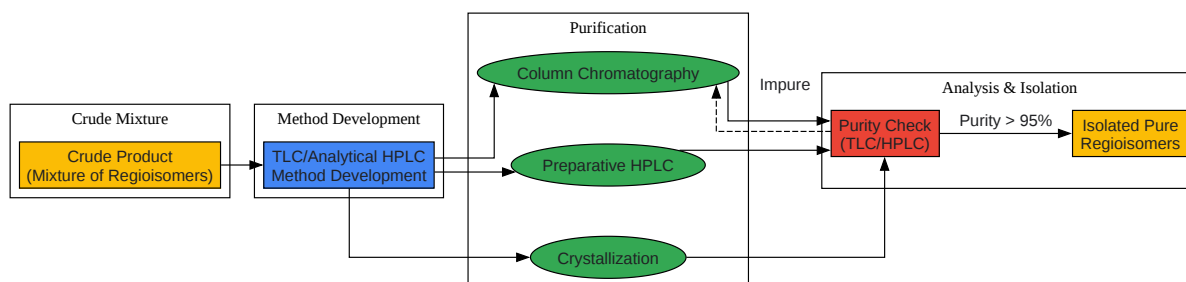 Crude Mixture
Crude Product
(Mixture of Regioisomers)
Method Development
TLC/Analytical HPLC
Method Development
Purification
Column Chromatography
Preparative HPLC
Crystallization
Impure
Analysis & Isolation
Purity Check
(TLC/HPLC)
Purity > 95%
Isolated Pure
Regioisomers